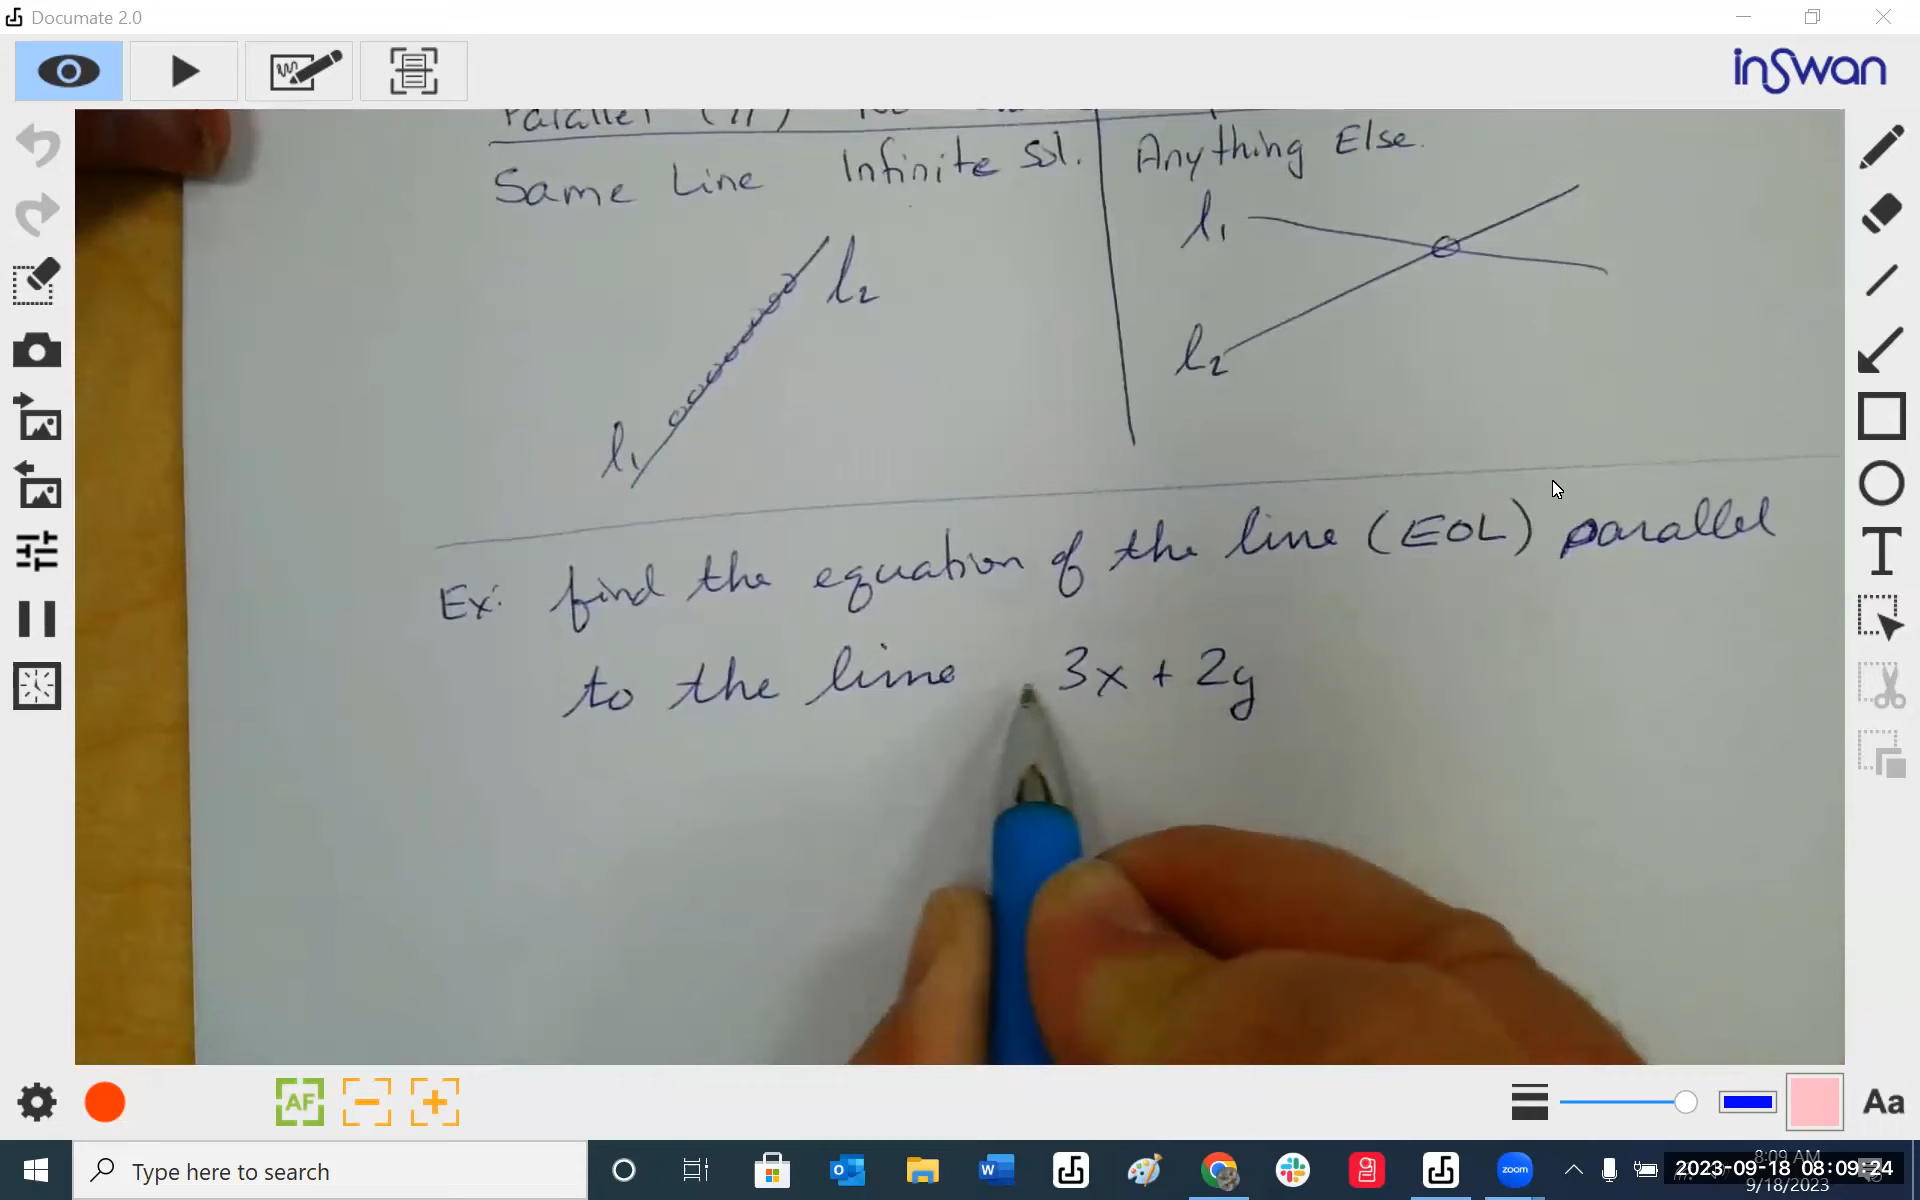 Documate 2.0
inSwan
Parallel (//)
Same Line Infinite Sol.
Anything Else.
l₁
l₂
l₂
l₁
Ex: find the equation of the line (EOL) parallel
to the line 3x + 2y
AF
Aa
Type here to search
zoom
8:09 AM
2023-09-18 08:09:24
9/18/2023